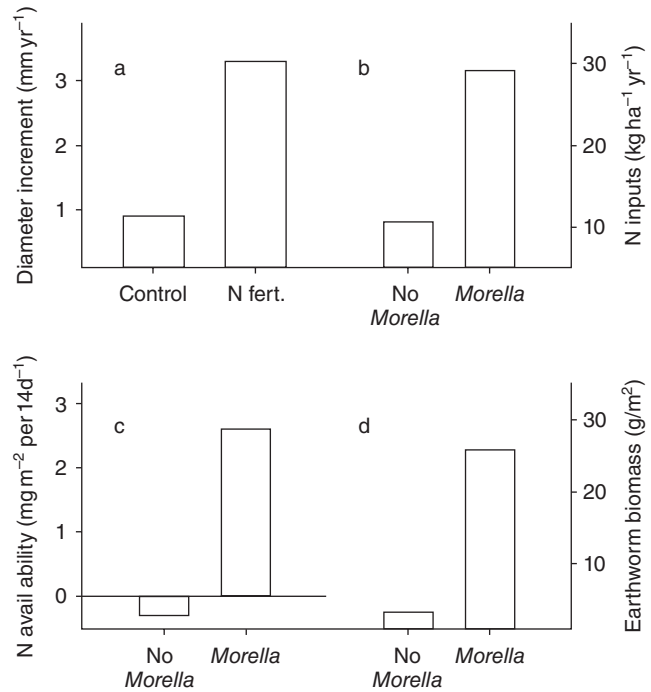 Diameter increment (mm yr⁻¹)
3
2
1
a
Control
N fert.
b
No
Morella
Morella
30
20
10
N inputs (kg ha⁻¹ yr⁻¹)
N avail ability (mg m⁻² per 14d⁻¹)
3
2
1
0
c
No
Morella
Morella
d
No
Morella
Morella
30
20
10
Earthworm biomass (g/m²)